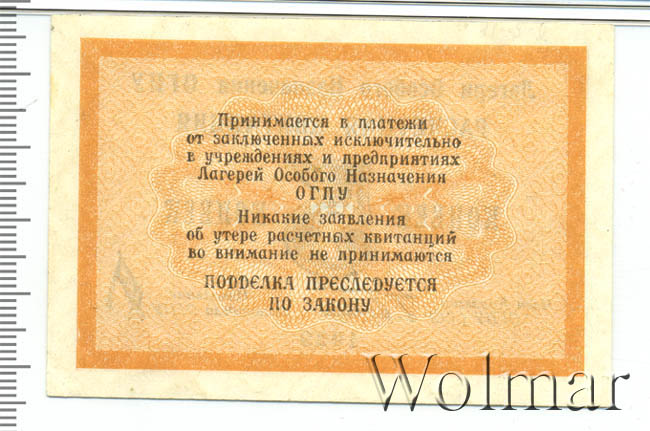 Принимается в платежи
от заключенных исключительно
в учреждениях и предприятиях
Лагерей Особого Назначения
ОГПУ
Никакие заявления
об утере расчетных квитанций
во внимание не принимаются
ПОДДЕЛКА ПРЕСЛЕДУЕТСЯ
ПО ЗАКОНУ
Wolmar